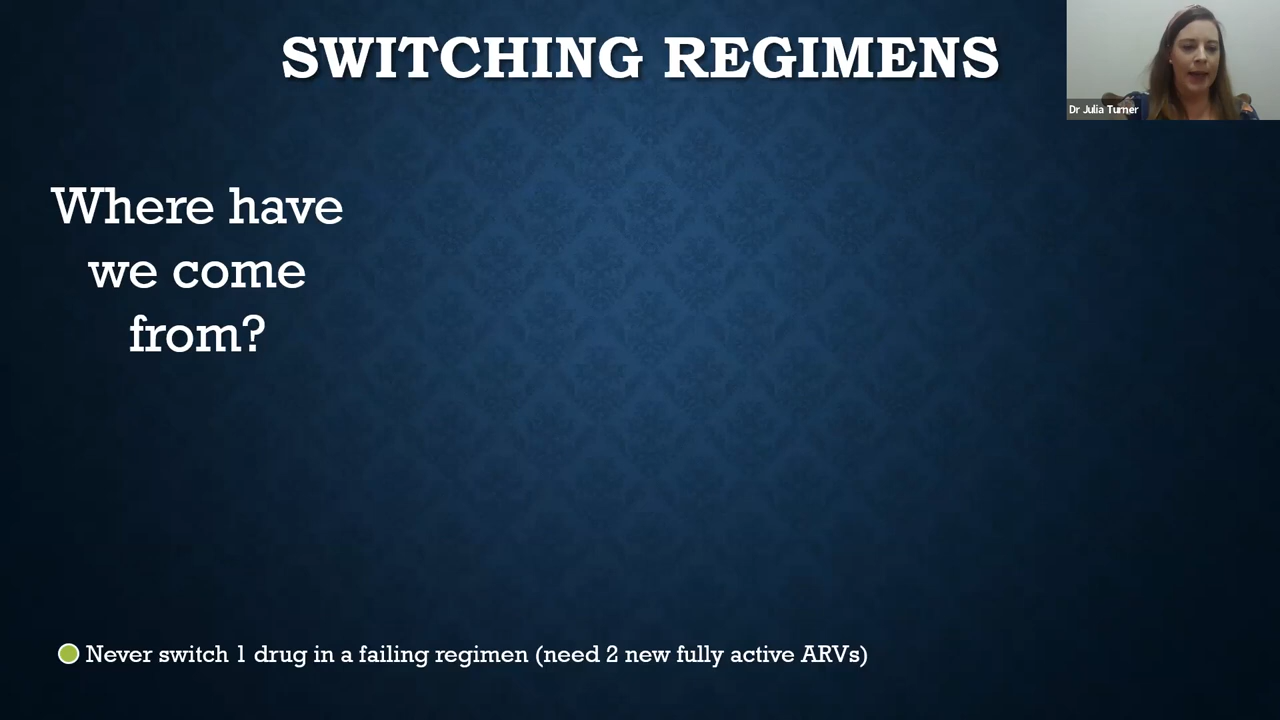 SWITCHING REGIMENS
Dr Julia Turner
Where have
we come
from?
Never switch 1 drug in a failing regimen (need 2 new fully active ARVs)